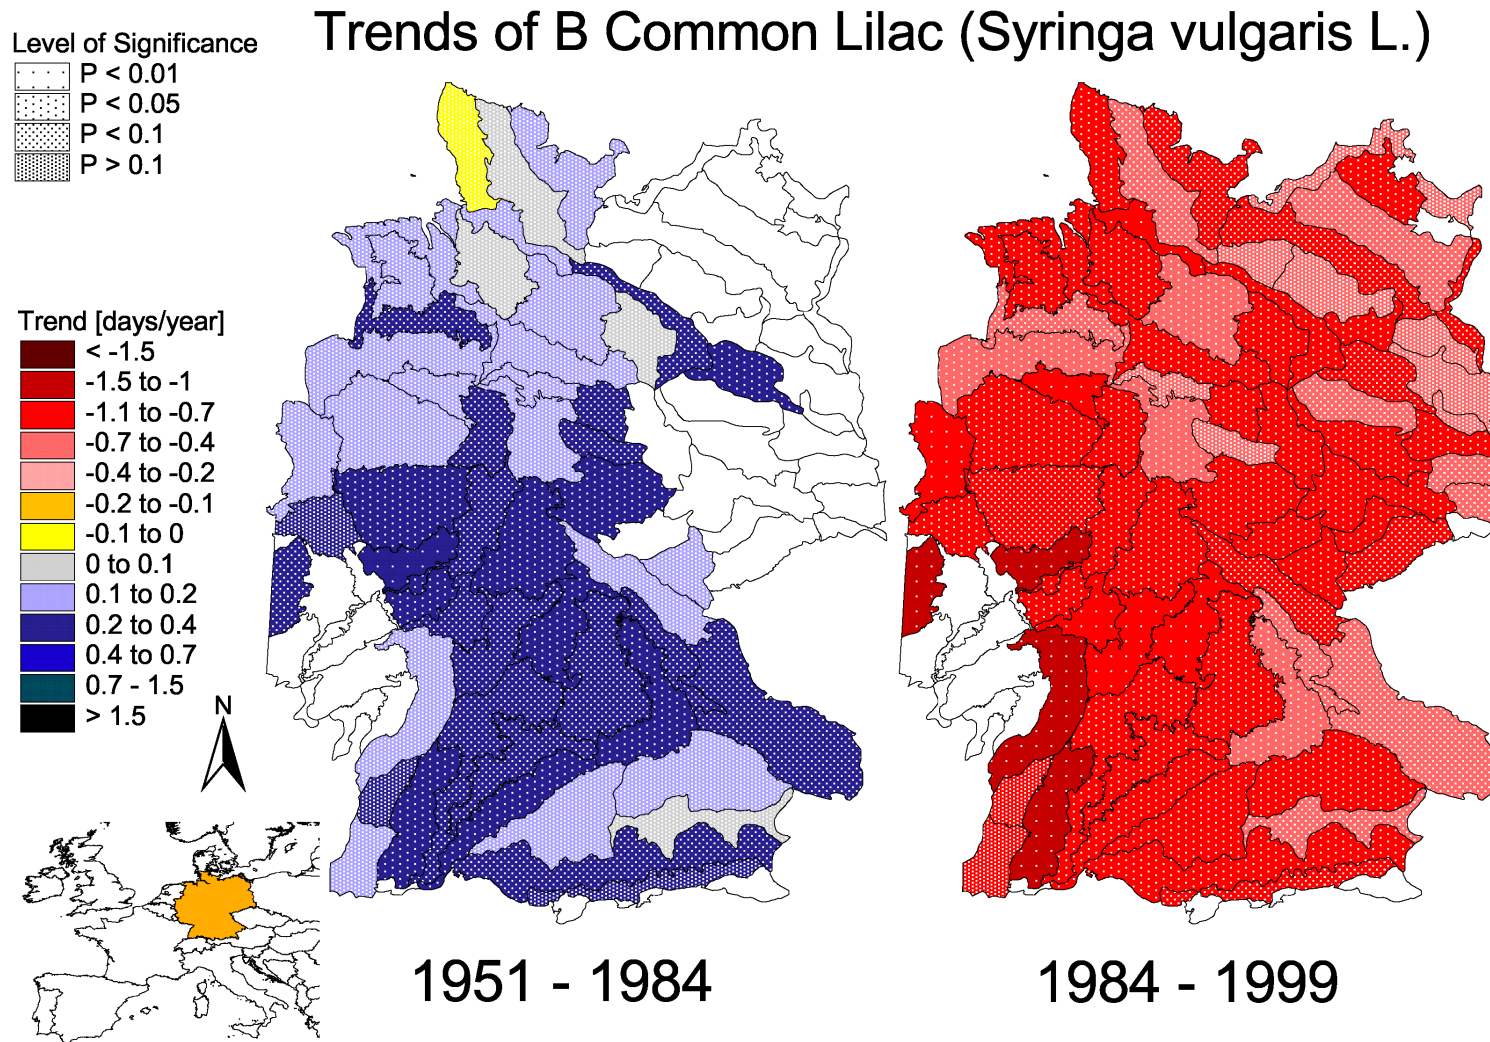 Trends of B Common Lilac (Syringa vulgaris L.)
Level of Significance
P < 0.01
P < 0.05
P < 0.1
P > 0.1
Trend [days/year]
< -1.5
-1.5 to -1
-1.1 to -0.7
-0.7 to -0.4
-0.4 to -0.2
-0.2 to -0.1
-0.1 to 0
0 to 0.1
0.1 to 0.2
0.2 to 0.4
0.4 to 0.7
0.7 - 1.5
> 1.5
N
1951 - 1984
1984 - 1999